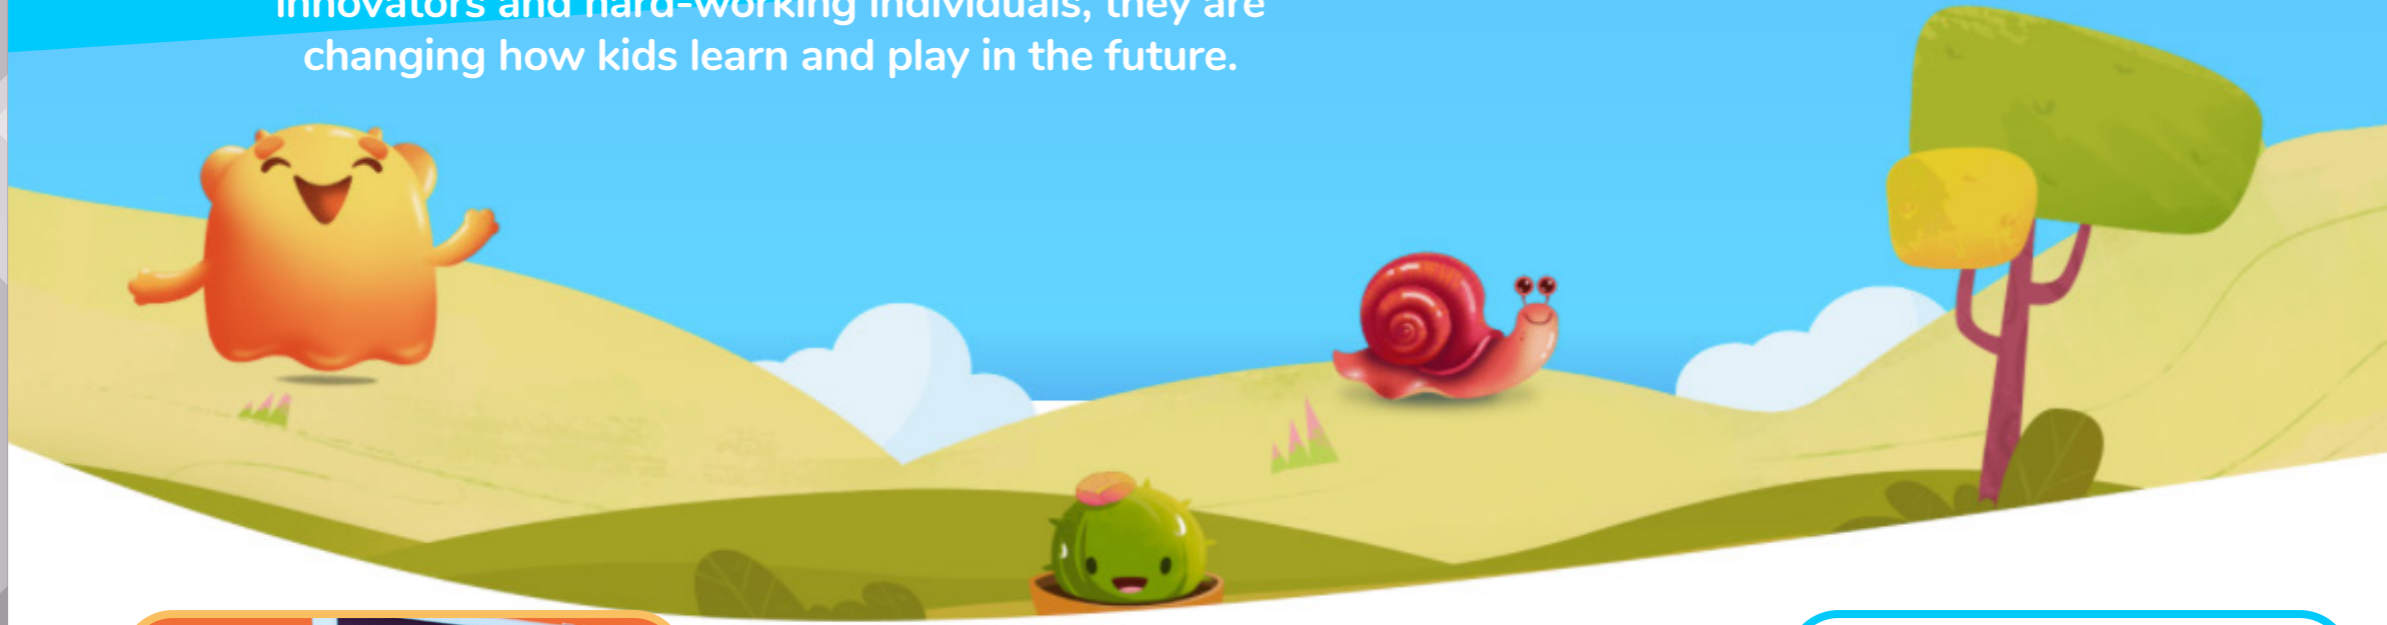 innovators and hard-working individuals, they are
changing how kids learn and play in the future.